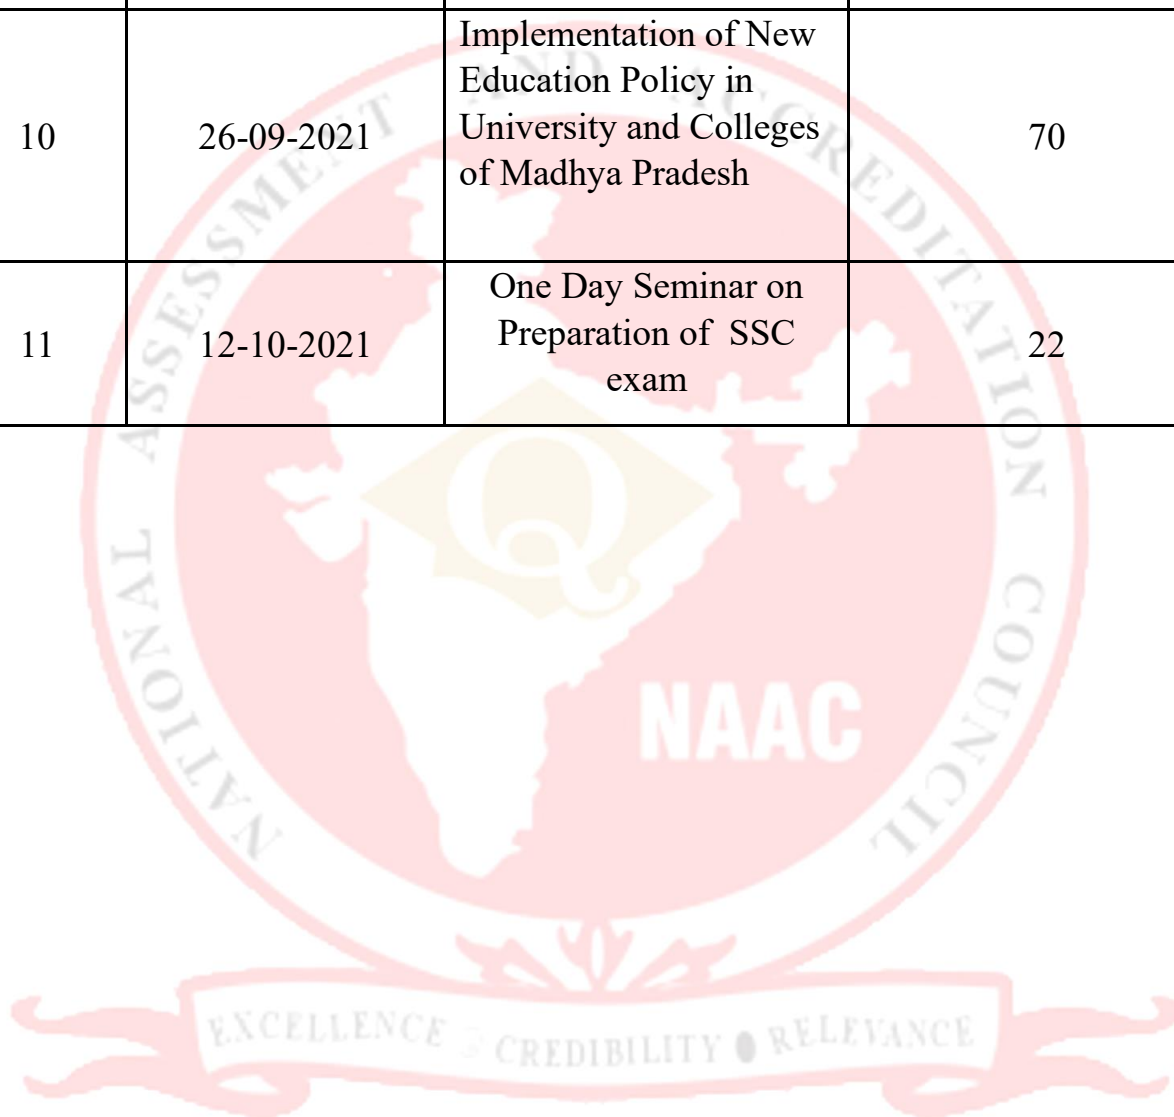 Implementation of New
Education Policy in
10 26-09-2021 University and Colleges 70
of Madhya Pradesh
One Day Seminar on
11 12-10-2021 Preparation of SSC 22
exam
NATIONAL ASSESSMENT AND ACCREDITATION COUNCIL
Q
NAAC
EXCELLENCE CREDIBILITY ● RELEVANCE